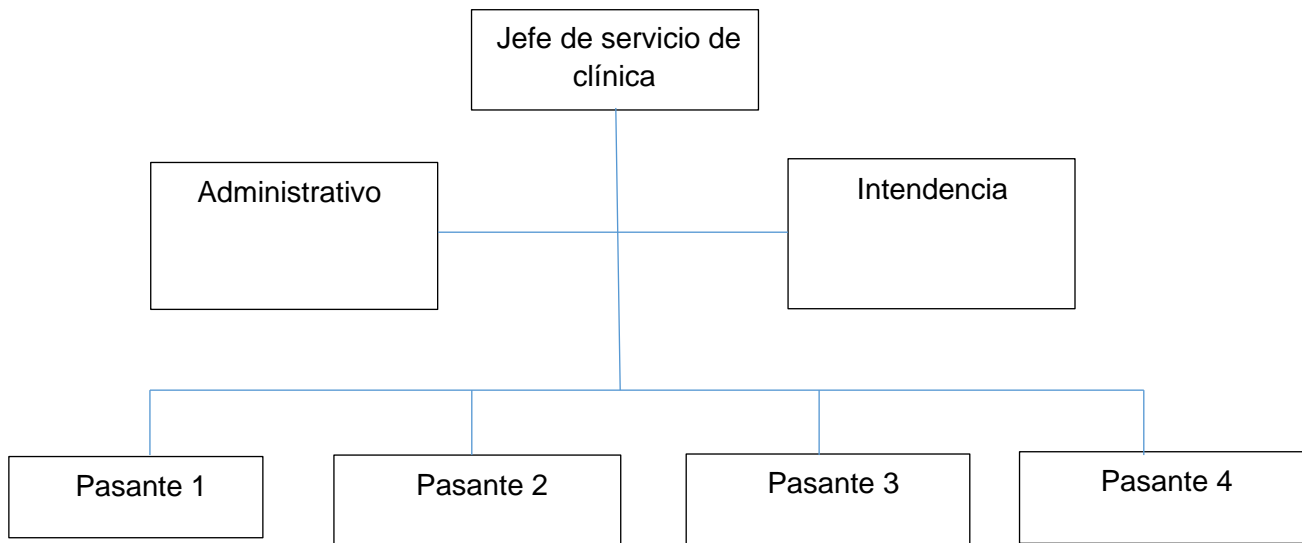 Jefe de servicio de
clínica
Administrativo
Intendencia
Pasante 1
Pasante 2
Pasante 3
Pasante 4